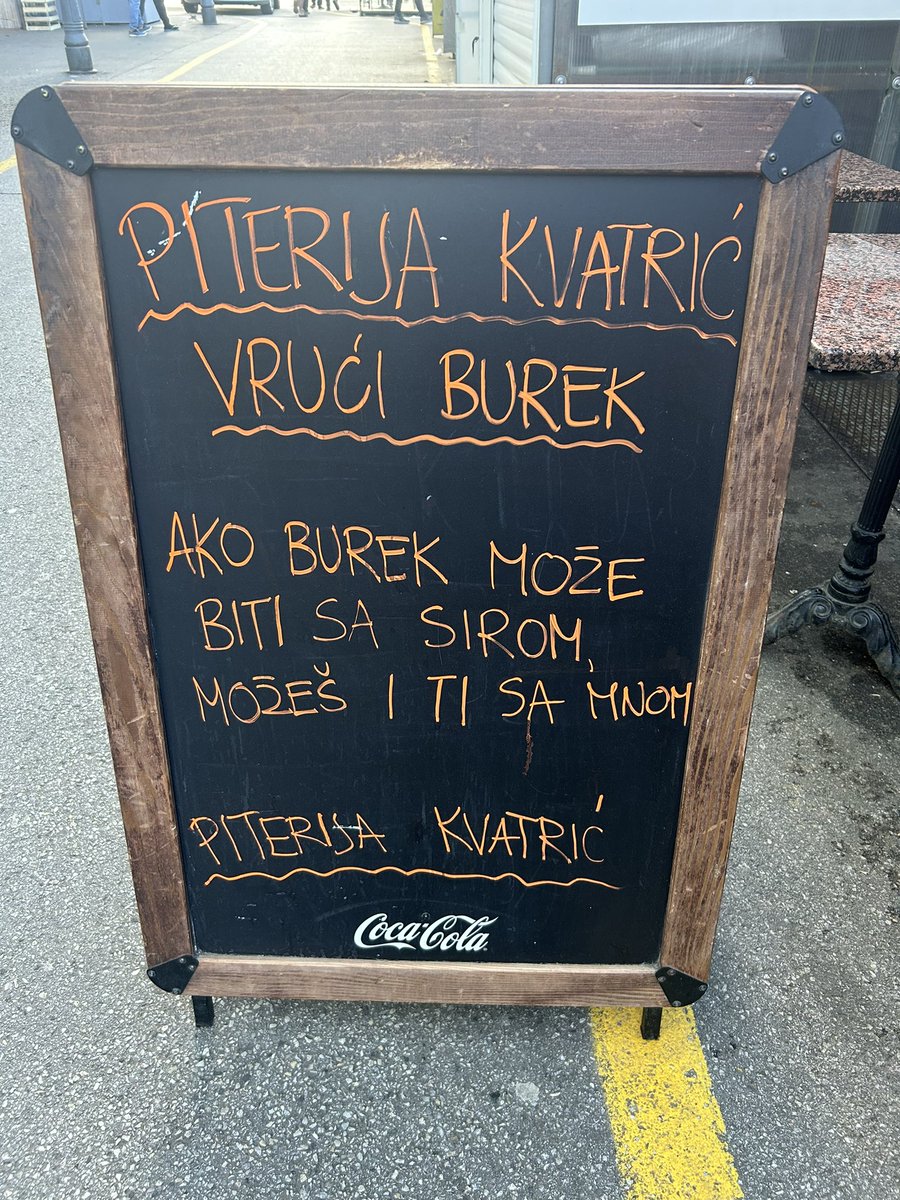 PITERIJA KVATRIĆ
VRUĆI BUREK
AKO BUREK MOŽE
BITI SA SIROM,
MOŽEŠ I TI SA MNOM
PITERIJA KVATRIĆ
Coca-Cola